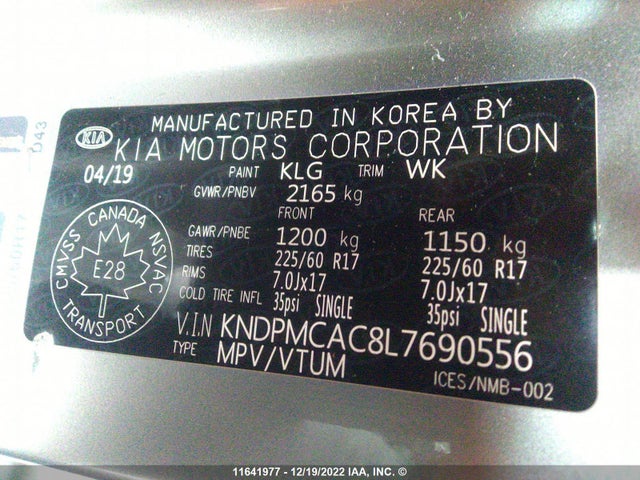 MANUFACTURED IN KOREA BY
KIA KIA MOTORS CORPORATION
04/19 PAINT KLG TRIM WK
GVWR/PNBV 2165 kg
FRONT REAR
GAWR/PNBE 1200 kg 1150 kg
TIRES 225/60 R17 225/60 R17
RIMS 7.0Jx17 7.0Jx17
COLD TIRE INFL 35psi SINGLE 35psi SINGLE
V.I.N KNDPMCAC8L7690556
TYPE MPV/VTUM
ICES/NMB-002
CANADA
CMVSS NSVAC
E28
TRANSPORT
D43
11641977 - 12/19/2022 IAA, INC. ©